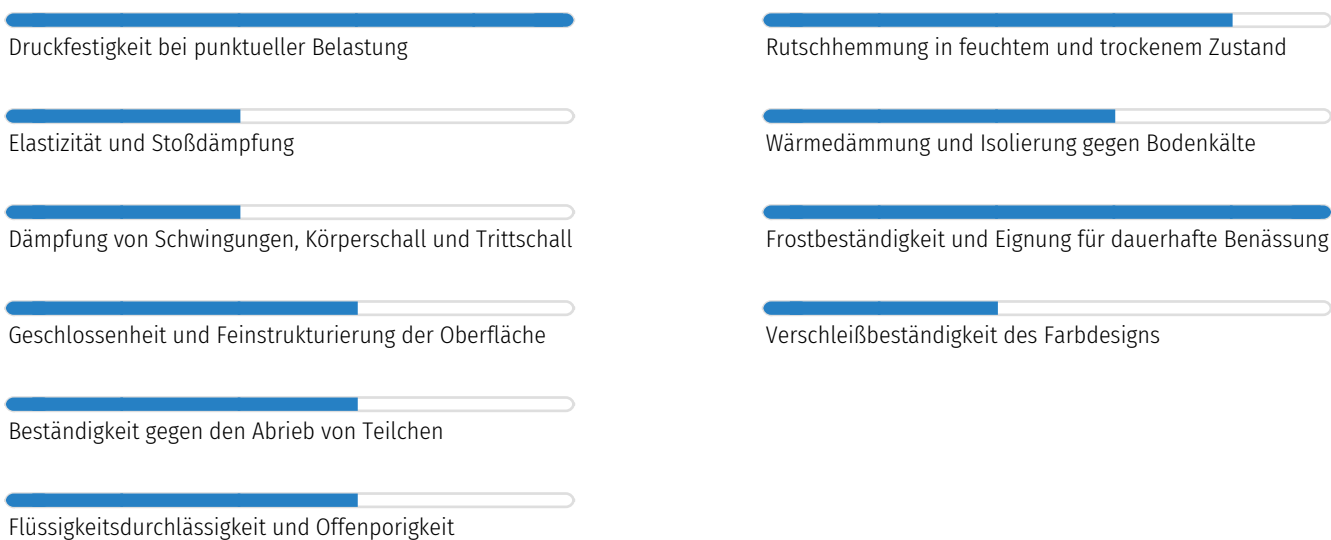 Druckfestigkeit bei punktueller Belastung
Elastizität und Stoßdämpfung
Dämpfung von Schwingungen, Körperschall und Trittschall
Geschlossenheit und Feinstrukturierung der Oberfläche
Beständigkeit gegen den Abrieb von Teilchen
Flüssigkeitsdurchlässigkeit und Offenporigkeit
Rutschhemmung in feuchtem und trockenem Zustand
Wärmedämmung und Isolierung gegen Bodenkälte
Frostbeständigkeit und Eignung für dauerhafte Benässung
Verschleißbeständigkeit des Farbdesigns